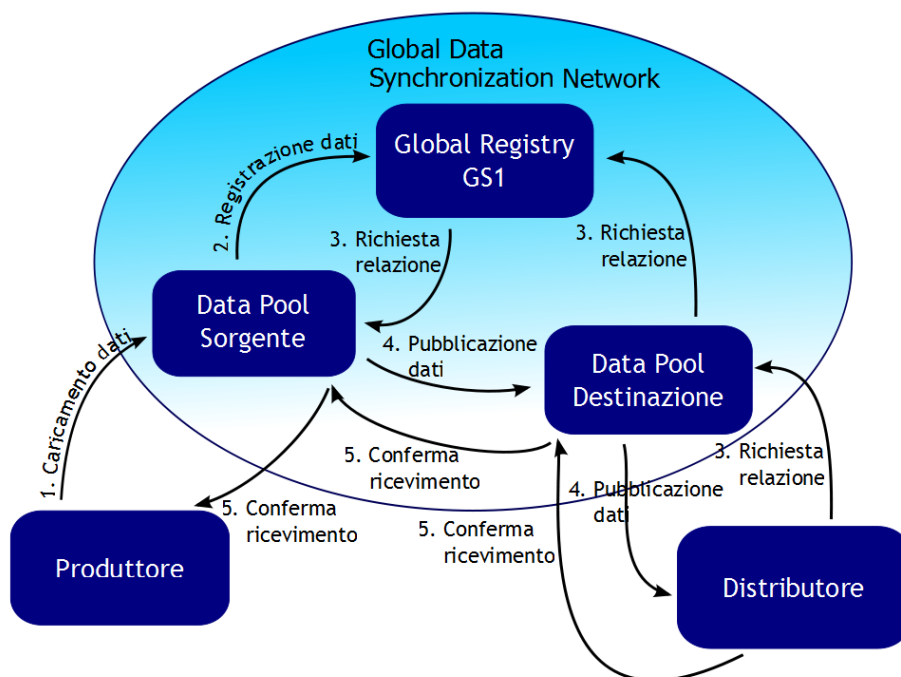 Global Data
Synchronization Network
Global Registry
GS1
2. Registrazione dati
3. Richiesta
relazione
3. Richiesta
relazione
Data Pool
Sorgente
4. Pubblicazione
dati
Data Pool
Destinazione
1. Caricamento dati
5. Conferma
ricevimento
3. Richiesta
relazione
4. Pubblicazione
dati
5. Conferma
ricevimento
5. Conferma
ricevimento
Produttore
Distributore